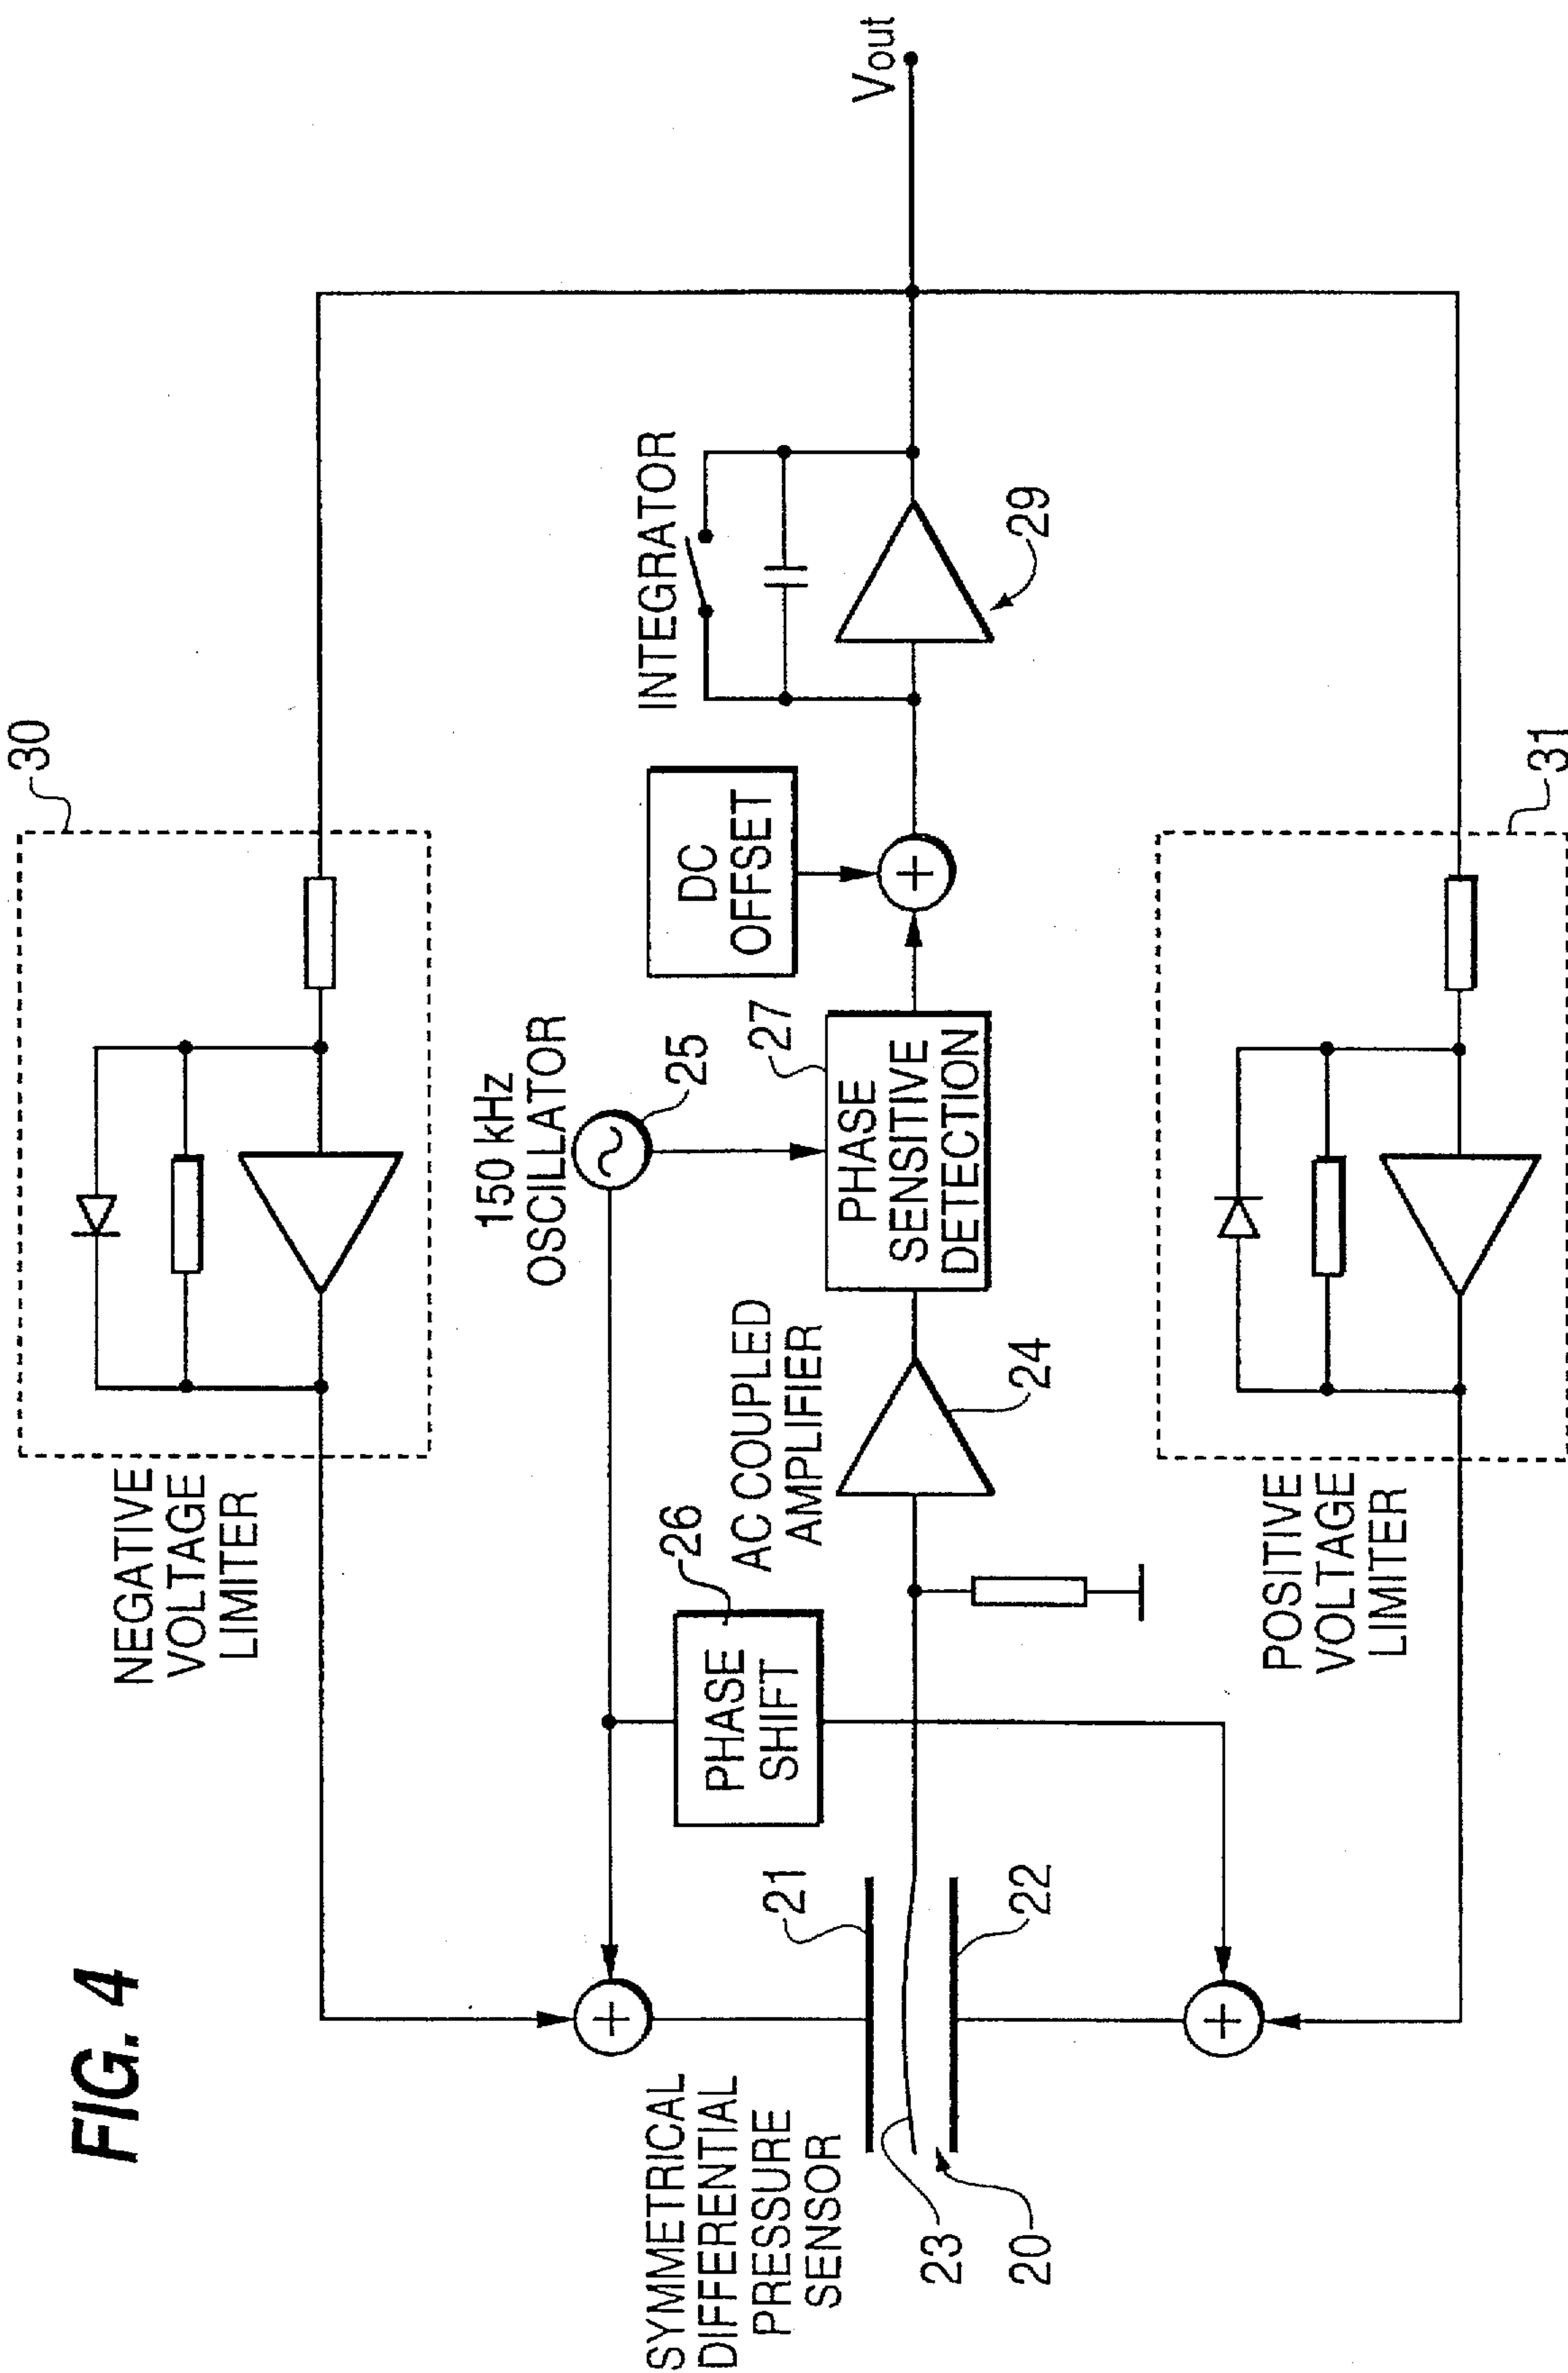 FIG. 4
NEGATIVE
VOLTAGE
LIMITER
30
150 kHz
OSCILLATOR
25
SYMMETRICAL
DIFFERENTIAL
PRESSURE
SENSOR
PHASE
SHIFT
26
AC COUPLED
AMPLIFIER
24
PHASE
SENSITIVE
DETECTION
27
DC
OFFSET
INTEGRATOR
29
Vout
21
22
23
20
POSITIVE
VOLTAGE
LIMITER
31